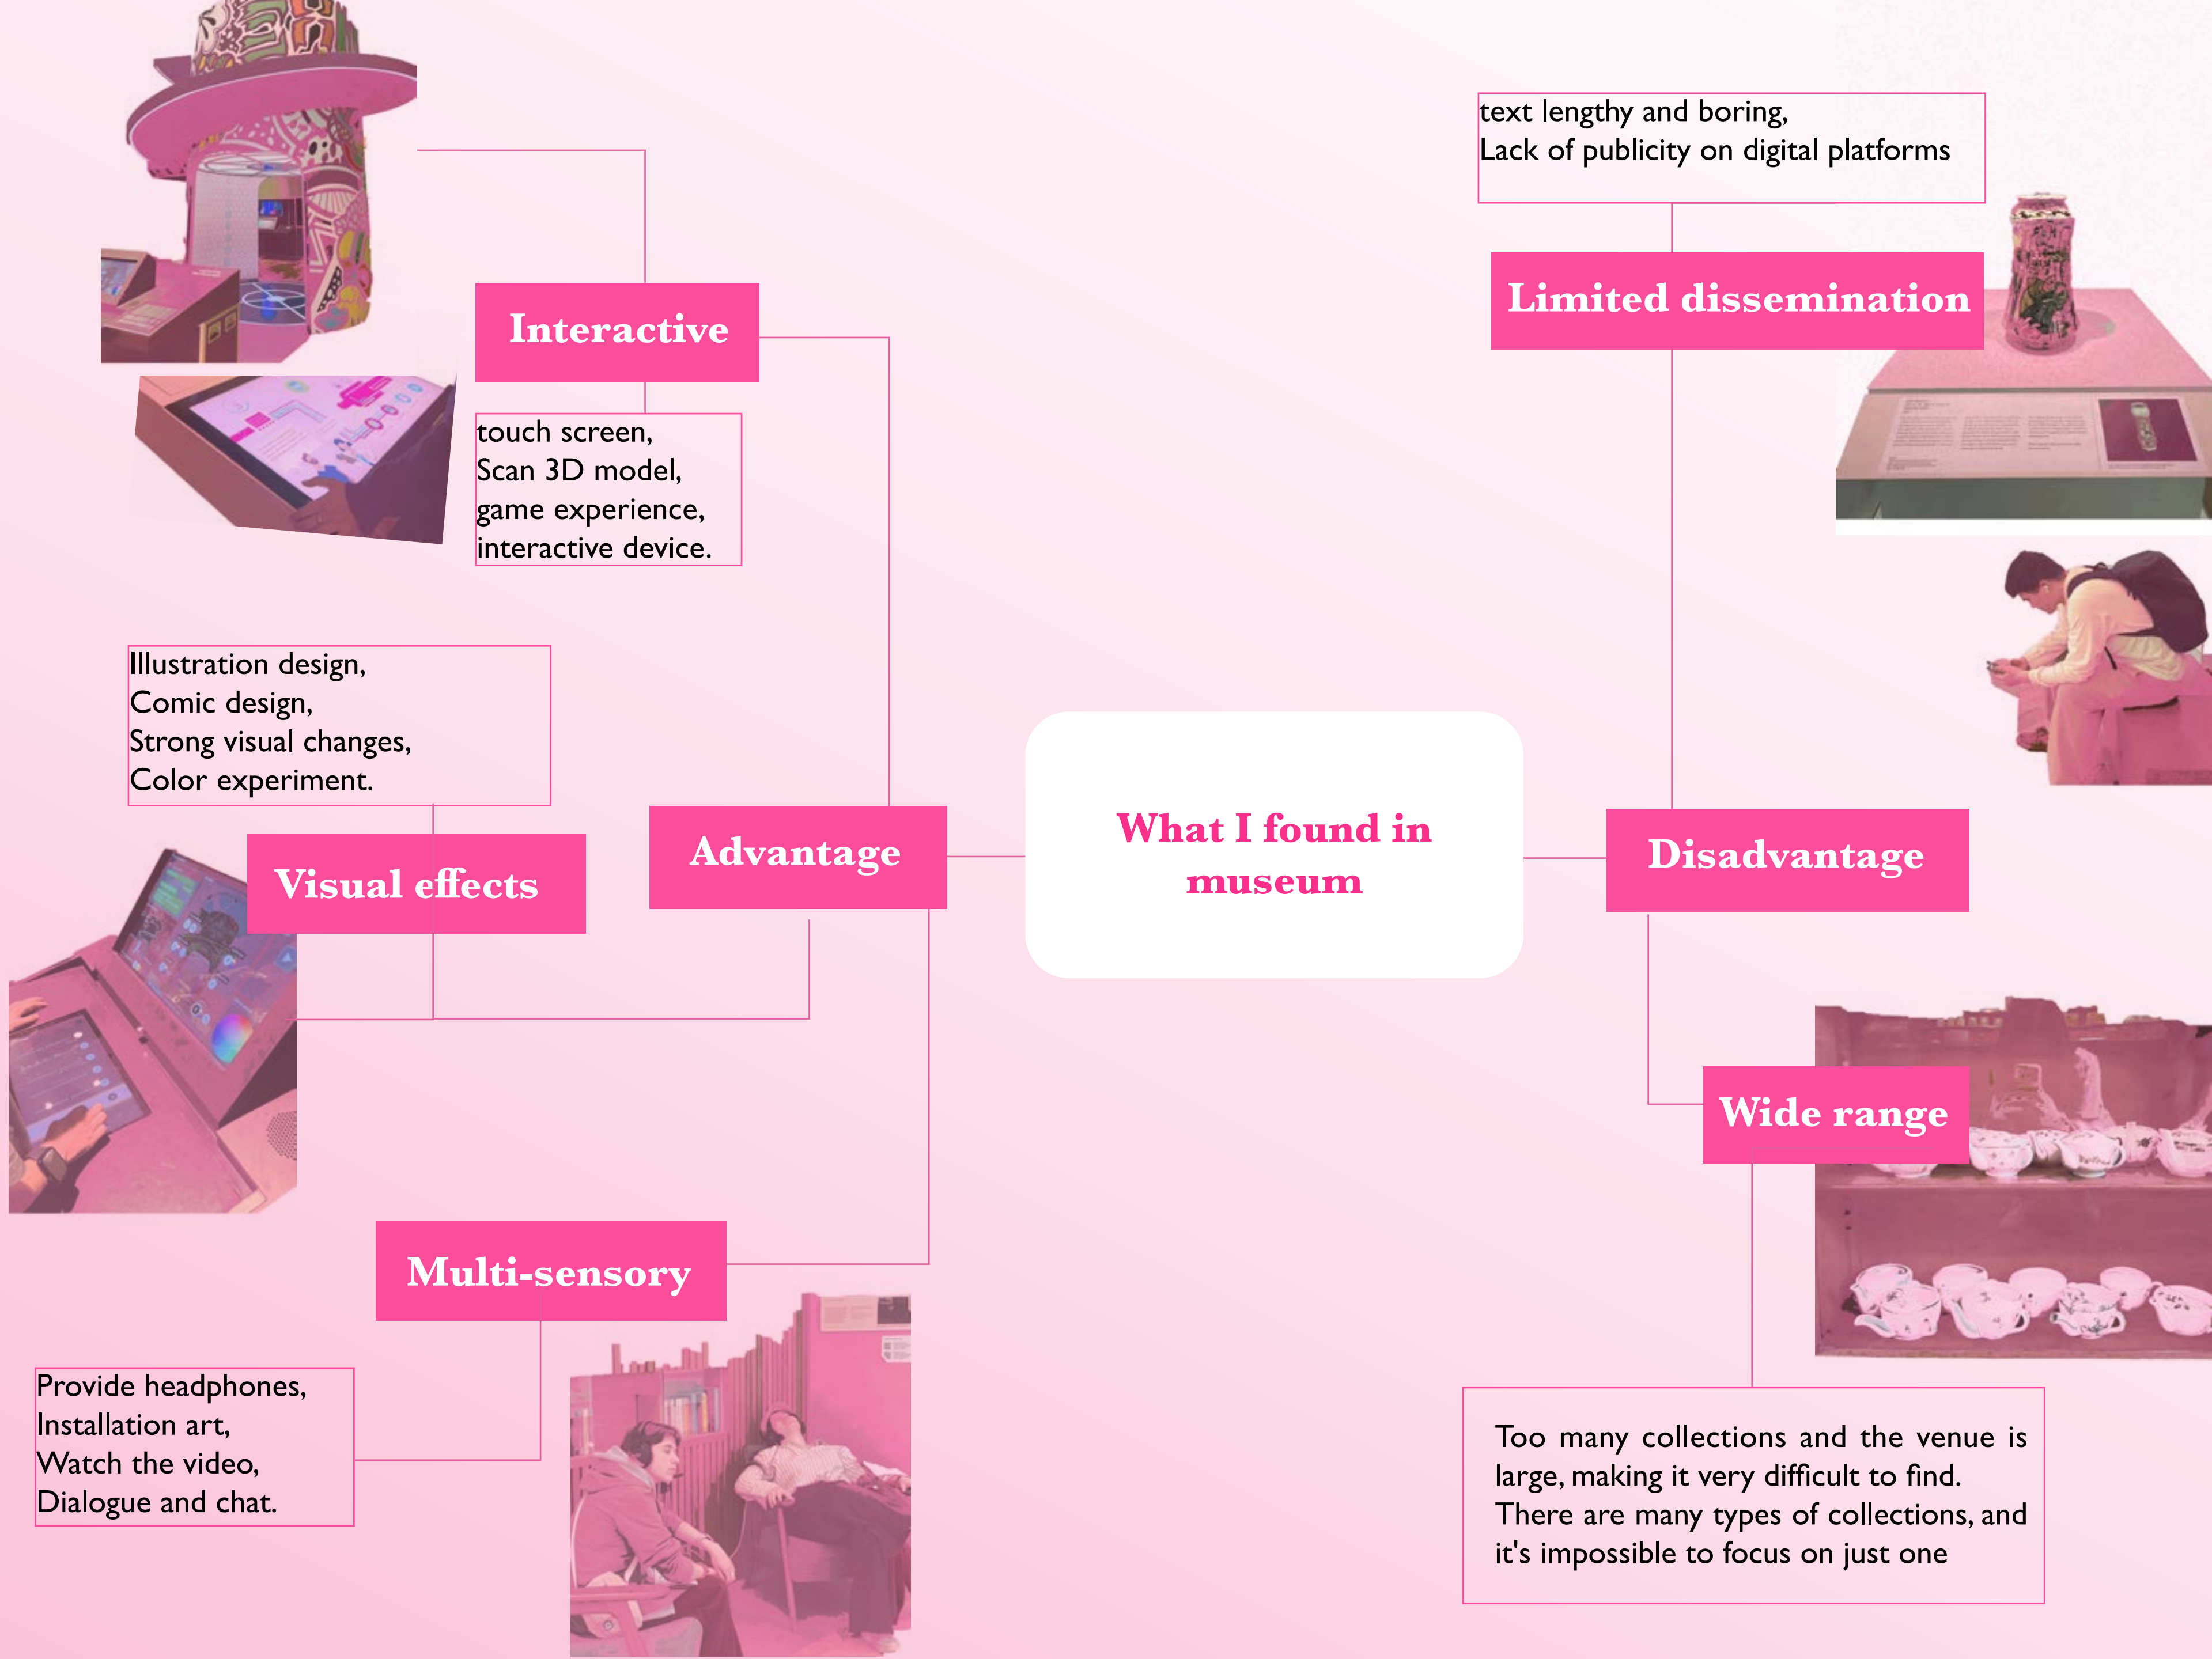 text lengthy and boring,
Lack of publicity on digital platforms
Limited dissemination
Interactive
touch screen,
Scan 3D model,
game experience,
interactive device.
Illustration design,
Comic design,
Strong visual changes,
Color experiment.
Visual effects
Advantage
What I found in
museum
Disadvantage
Wide range
Multi-sensory
Provide headphones,
Installation art,
Watch the video,
Dialogue and chat.
Too many collections and the venue is
large, making it very difficult to find.
There are many types of collections, and
it's impossible to focus on just one